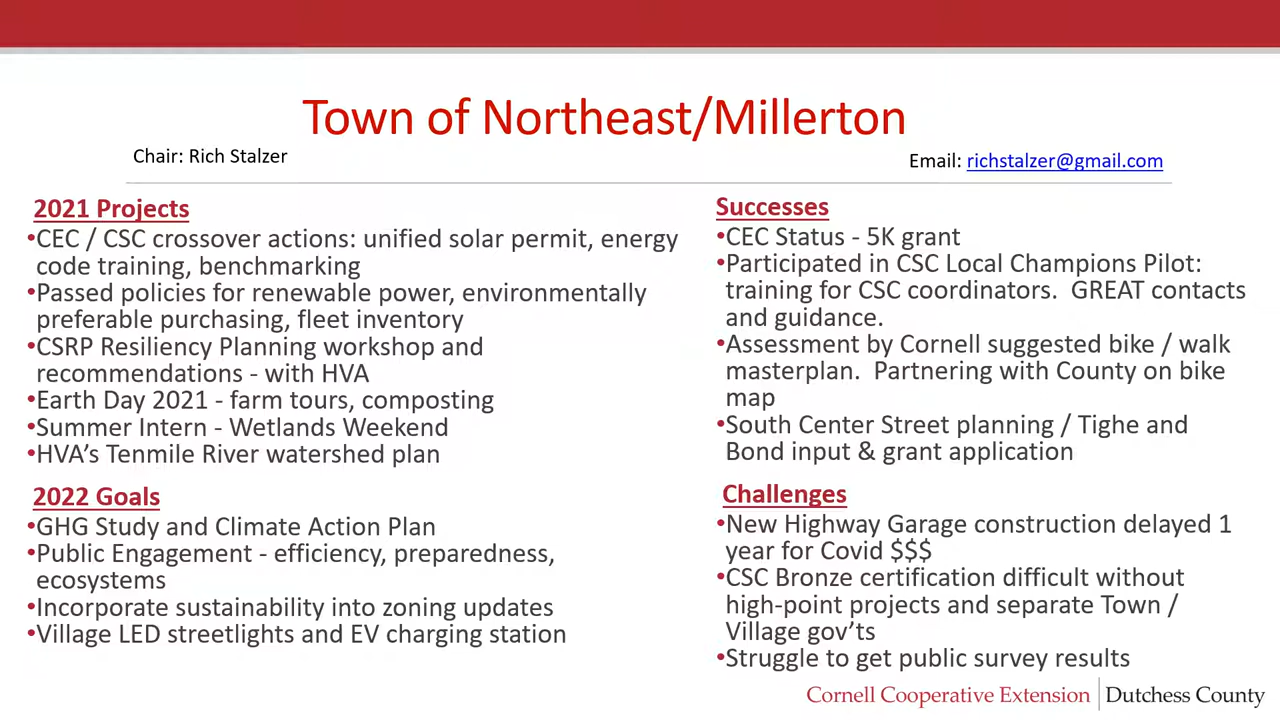 Town of Northeast/Millerton
Chair: Rich Stalzer
Email: richstalzer@gmail.com
2021 Projects
•CEC / CSC crossover actions: unified solar permit, energy
code training, benchmarking
•Passed policies for renewable power, environmentally
preferable purchasing, fleet inventory
•CSRP Resiliency Planning workshop and
recommendations - with HVA
•Earth Day 2021 - farm tours, composting
•Summer Intern - Wetlands Weekend
•HVA’s Tenmile River watershed plan
2022 Goals
•GHG Study and Climate Action Plan
•Public Engagement - efficiency, preparedness,
ecosystems
•Incorporate sustainability into zoning updates
•Village LED streetlights and EV charging station
Successes
•CEC Status - 5K grant
•Participated in CSC Local Champions Pilot:
training for CSC coordinators.  GREAT contacts
and guidance.
•Assessment by Cornell suggested bike / walk
masterplan.  Partnering with County on bike
map
•South Center Street planning / Tighe and
Bond input & grant application
Challenges
•New Highway Garage construction delayed 1
year for Covid $$$
•CSC Bronze certification difficult without
high-point projects and separate Town /
Village gov’ts
•Struggle to get public survey results
Cornell Cooperative Extension | Dutchess County